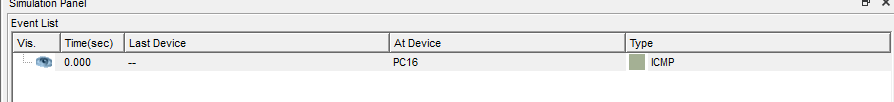 Simulation Panel
Event List
Vis. Time(sec) Last Device At Device Type
0.000 -- PC16 ICMP